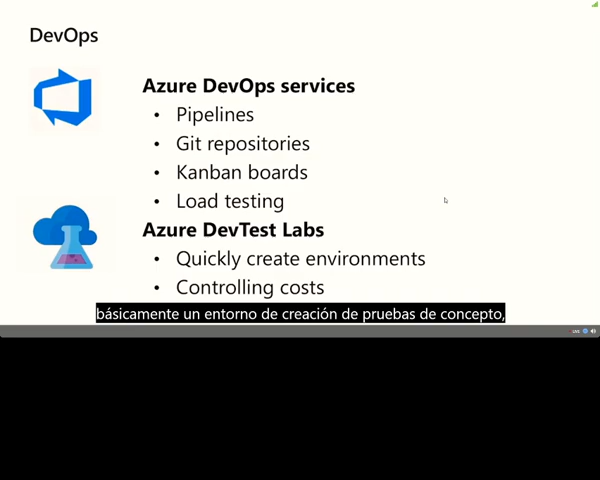 DevOps
Azure DevOps services
• Pipelines
• Git repositories
• Kanban boards
• Load testing
Azure DevTest Labs
• Quickly create environments
• Controlling costs
básicamente un entorno de creación de pruebas de concepto,
LIVE